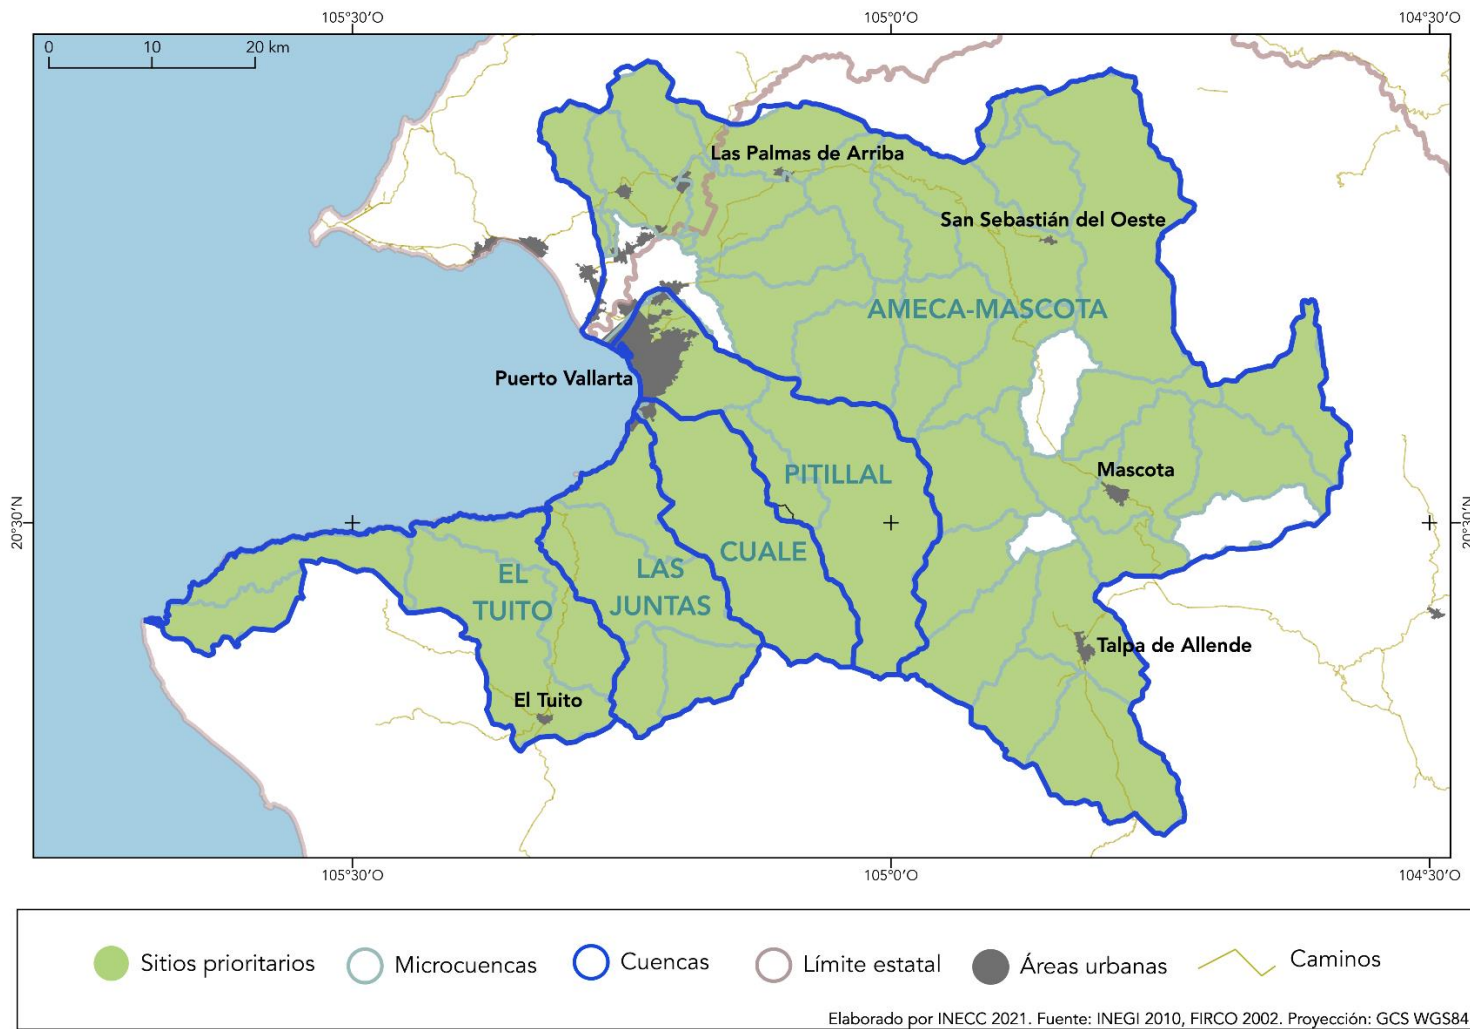 105°30'O
105°0'O
104°30'O
0
10
20 km
Las Palmas de Arriba
San Sebastián del Oeste
AMECA-MASCOTA
Puerto Vallarta
PITILLAL
Mascota
20°30'N
20°30'N
CUALE
EL
TUITO
LAS
JUNTAS
Talpa de Allende
El Tuito
105°30'O
105°0'O
104°30'O
Sitios prioritarios
Microcuencas
Cuencas
Límite estatal
Áreas urbanas
Caminos
Elaborado por INECC 2021. Fuente: INEGI 2010, FIRCO 2002. Proyección: GCS WGS84